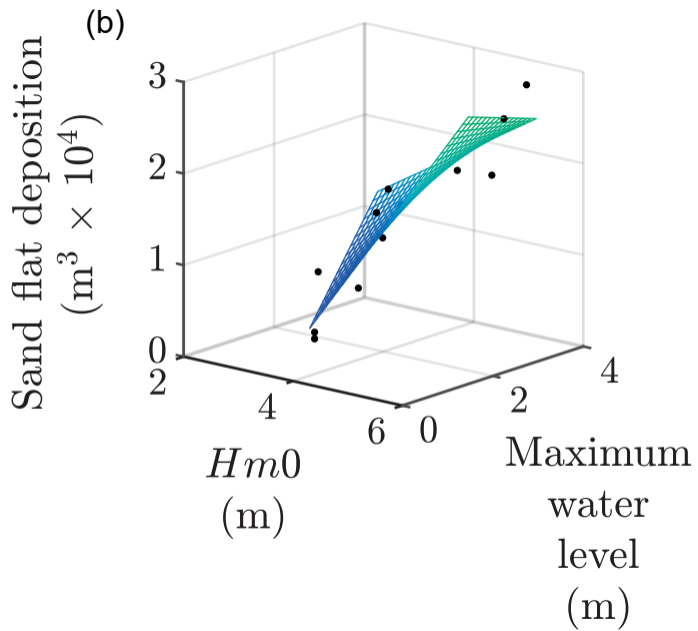 (b)
Sand flat deposition
(m³ × 10⁴)
3
2
1
0
2
4
6
0
2
4
Hm0
(m)
Maximum
water
level
(m)